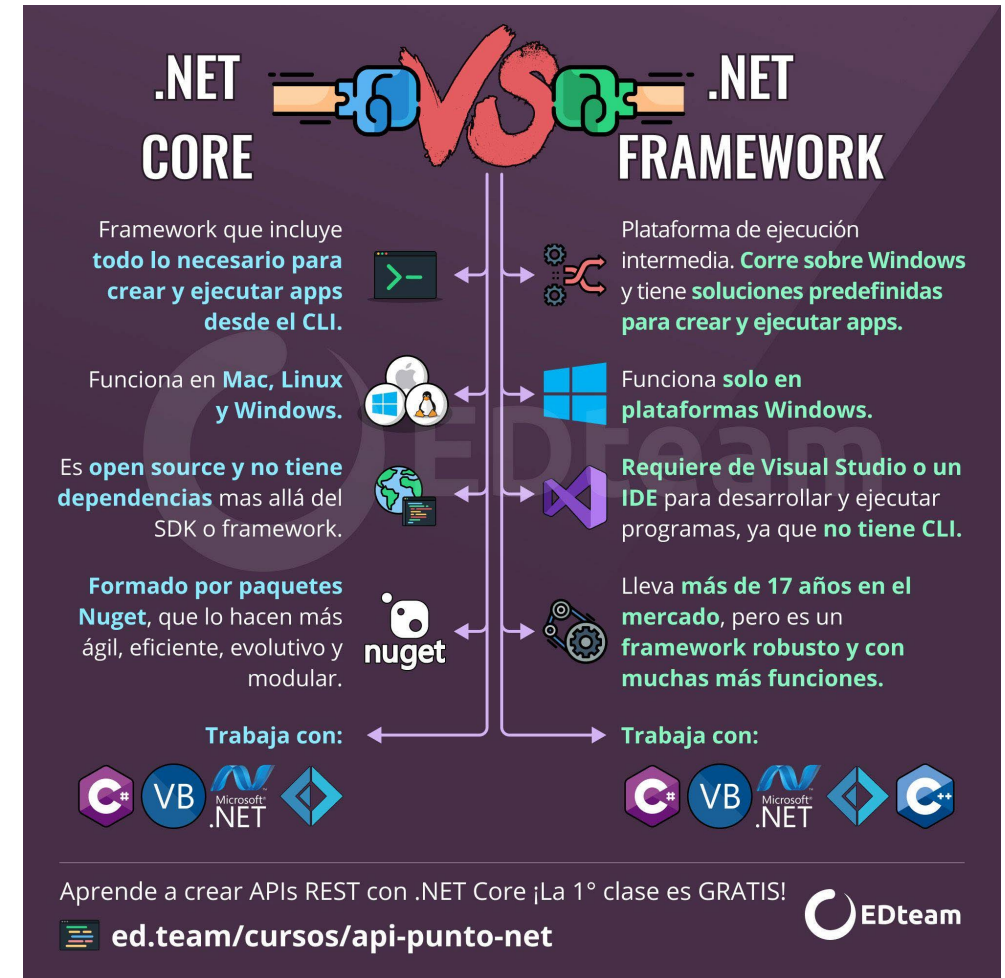 .NET
CORE
VS
.NET
FRAMEWORK
Framework que incluye
todo lo necesario para
crear y ejecutar apps
desde el CLI.
Plataforma de ejecución
intermedia. Corre sobre Windows
y tiene soluciones predefinidas
para crear y ejecutar apps.
Funciona en Mac, Linux
y Windows.
Funciona solo en
plataformas Windows.
Es open source y no tiene
dependencias mas allá del
SDK o framework.
Requiere de Visual Studio o un
IDE para desarrollar y ejecutar
programas, ya que no tiene CLI.
Formado por paquetes
Nuget, que lo hacen más
ágil, eficiente, evolutivo y
modular.
nuget
Lleva más de 17 años en el
mercado, pero es un
framework robusto y con
muchas más funciones.
Trabaja con:
C# VB Microsoft .NET
Trabaja con:
C# VB Microsoft .NET C++
EDteam
Aprende a crear APIs REST con .NET Core ¡La 1° clase es GRATIS!
ed.team/cursos/api-punto-net
EDteam